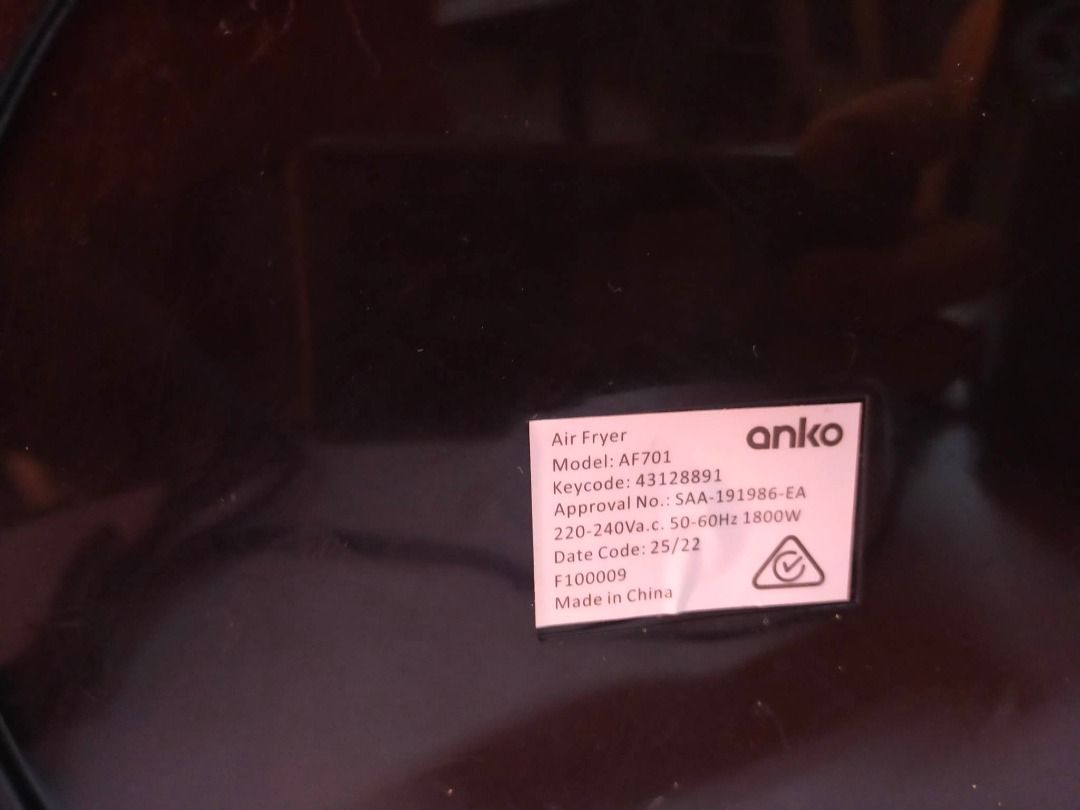 Air Fryer
anko
Model: AF701
Keycode: 43128891
Approval No.: SAA-191986-EA
220-240Va.c. 50-60Hz 1800W
Date Code: 25/22
F100009
Made in China